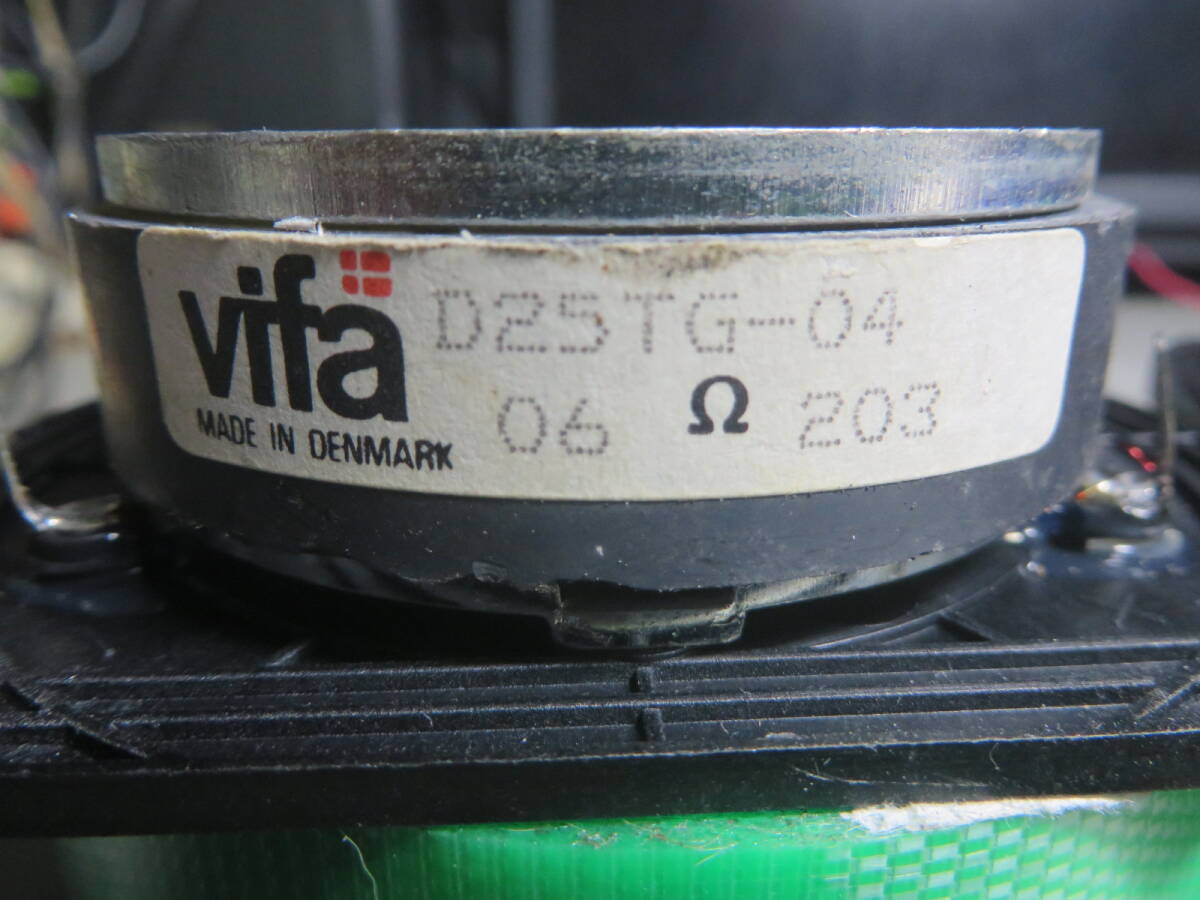 vifa D25TG-04
MADE IN DENMARK 06 Ω 203